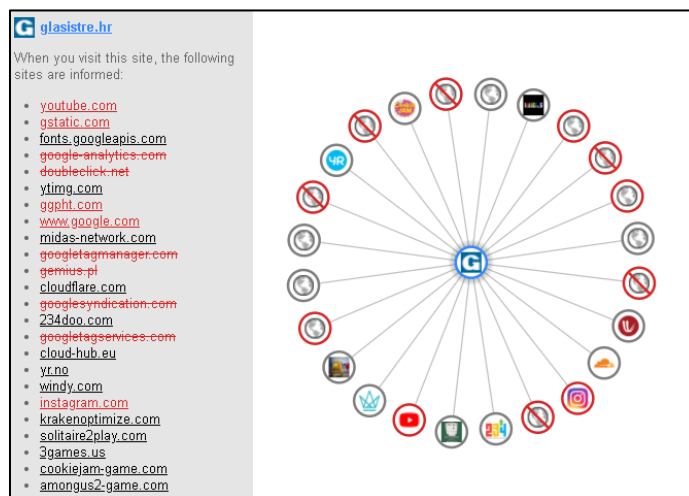 glasistre.hr
When you visit this site, the following
sites are informed:
youtube.com
gstatic.com
fonts.googleapis.com
google-analytics.com
doubleclick.net
ytimg.com
ggpht.com
www.google.com
midas-network.com
googletagmanager.com
gemius.pl
cloudflare.com
googlesyndication.com
234doo.com
googletagservices.com
cloud-hub.eu
yr.no
windy.com
instagram.com
krakenoptimize.com
solitaire2play.com
3games.us
cookiejam-game.com
amongus2-game.com
YR
234